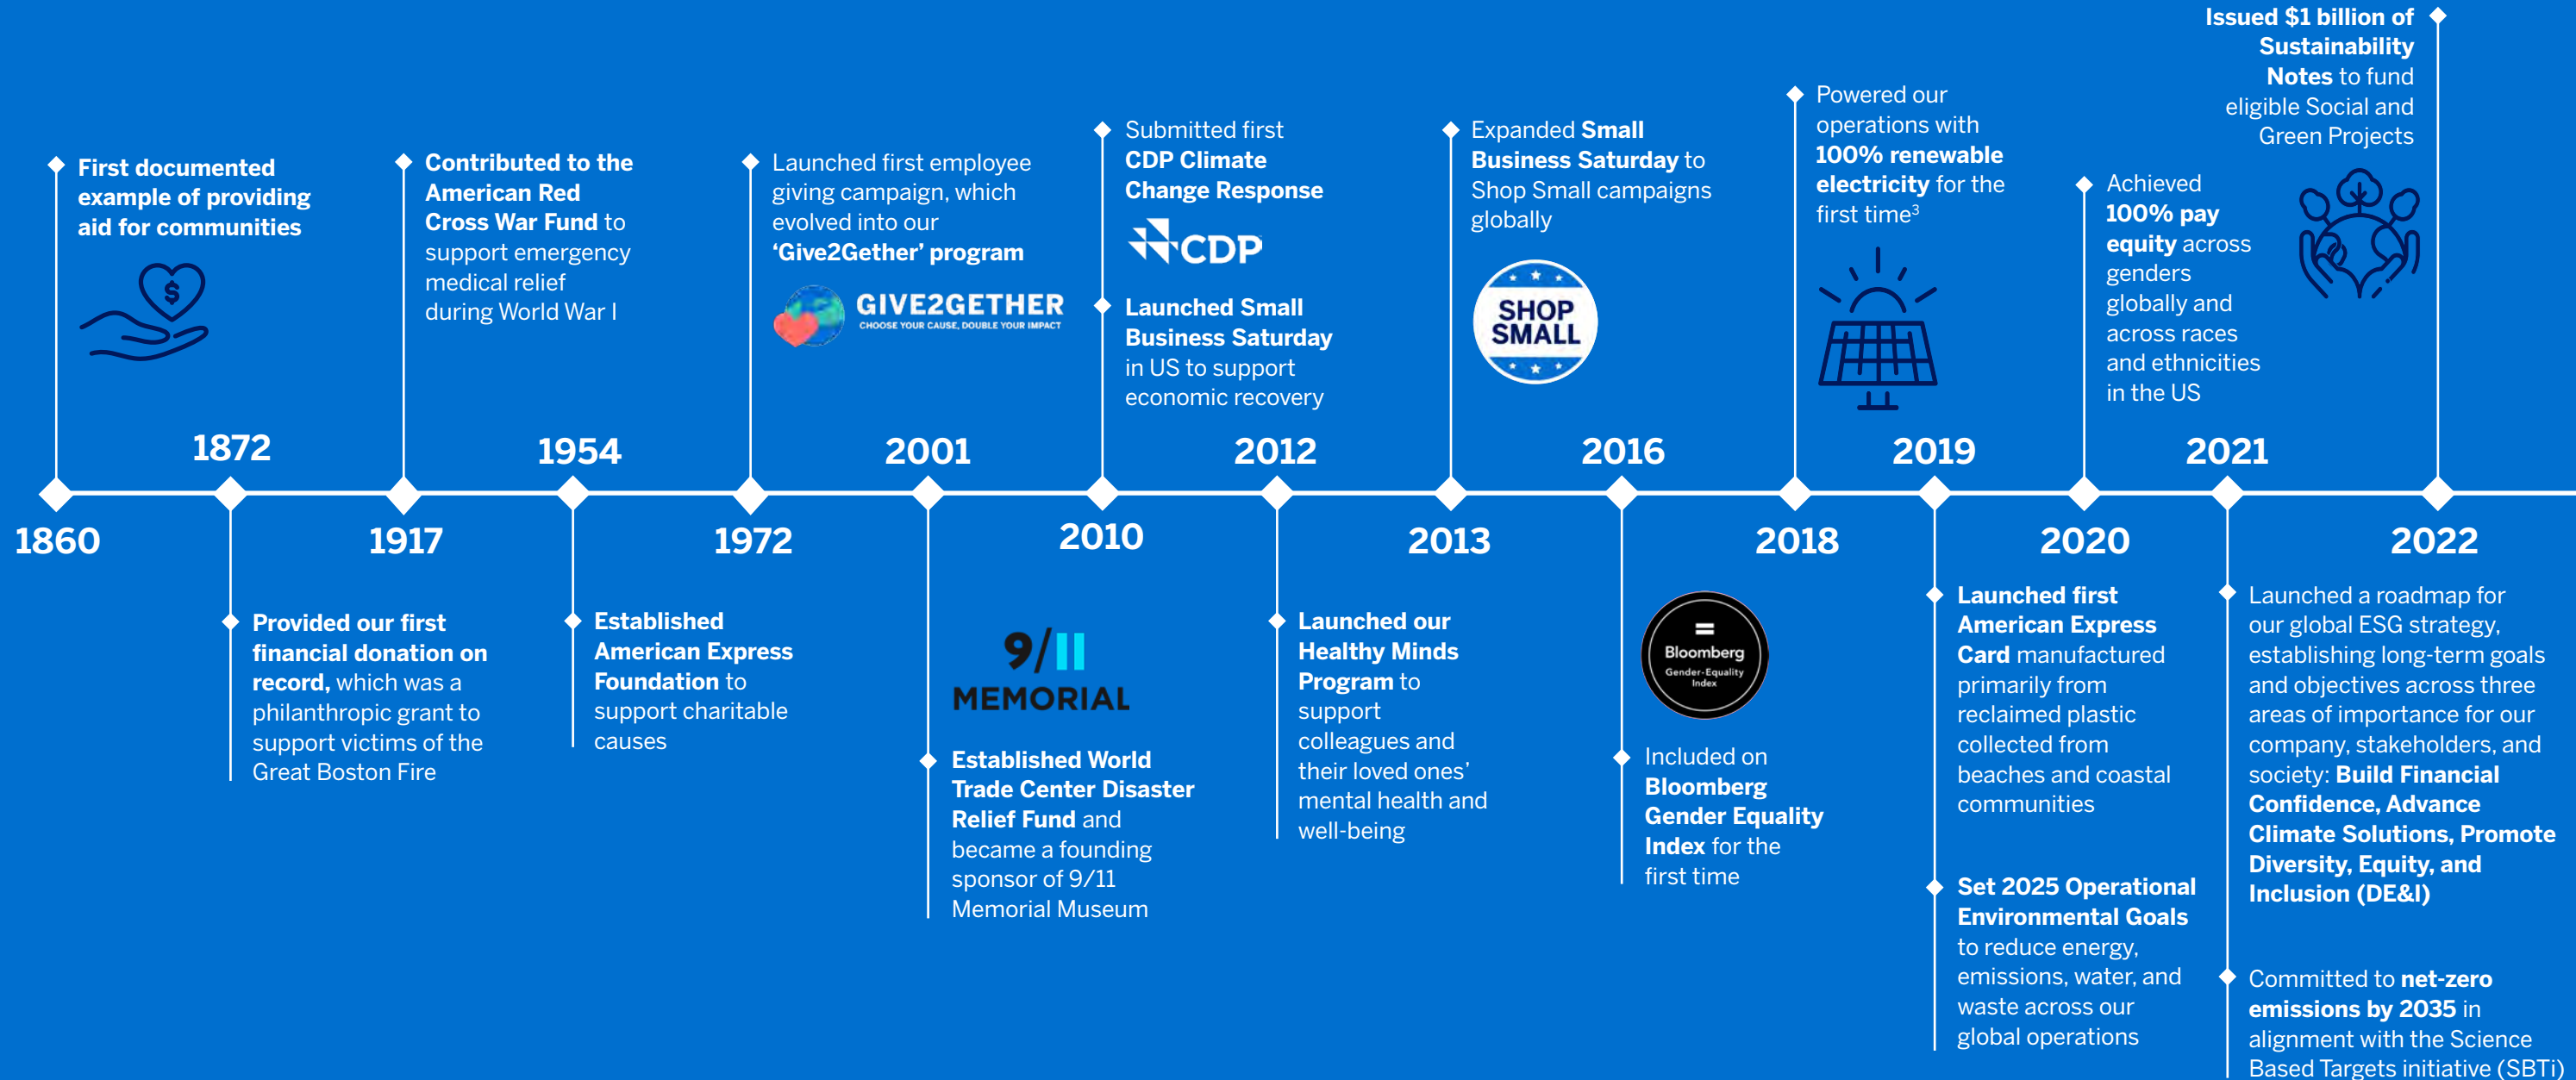 1860
First documented
example of providing
aid for communities
$
1872
Provided our first
financial donation on
record, which was a
philanthropic grant to
support victims of the
Great Boston Fire
1917
Contributed to the
American Red
Cross War Fund to
support emergency
medical relief
during World War I
1954
Established
American Express
Foundation to
support charitable
causes
1972
Launched first employee
giving campaign, which
evolved into our
‘Give2Gether’ program
GIVE2GETHER
CHOOSE YOUR CAUSE, DOUBLE YOUR IMPACT
2001
9/11
MEMORIAL
Established World
Trade Center Disaster
Relief Fund and
became a founding
sponsor of 9/11
Memorial Museum
2010
Submitted first
CDP Climate
Change Response
CDP
Launched Small
Business Saturday
in US to support
economic recovery
2012
Launched our
Healthy Minds
Program to
support
colleagues and
their loved ones’
mental health and
well-being
2013
Expanded Small
Business Saturday to
Shop Small campaigns
globally
SHOP
SMALL
2016
Bloomberg
Gender-Equality
Index
Included on
Bloomberg
Gender Equality
Index for the
first time
2018
Powered our
operations with
100% renewable
electricity for the
first time³
2019
Launched first
American Express
Card manufactured
primarily from
reclaimed plastic
collected from
beaches and coastal
communities
Set 2025 Operational
Environmental Goals
to reduce energy,
emissions, water, and
waste across our
global operations
2020
Achieved
100% pay
equity across
genders
globally and
across races
and ethnicities
in the US
2021
Launched a roadmap for
our global ESG strategy,
establishing long-term goals
and objectives across three
areas of importance for our
company, stakeholders, and
society: Build Financial
Confidence, Advance
Climate Solutions, Promote
Diversity, Equity, and
Inclusion (DE&I)
Committed to net-zero
emissions by 2035 in
alignment with the Science
Based Targets initiative (SBTi)
2022
Issued $1 billion of
Sustainability
Notes to fund
eligible Social and
Green Projects